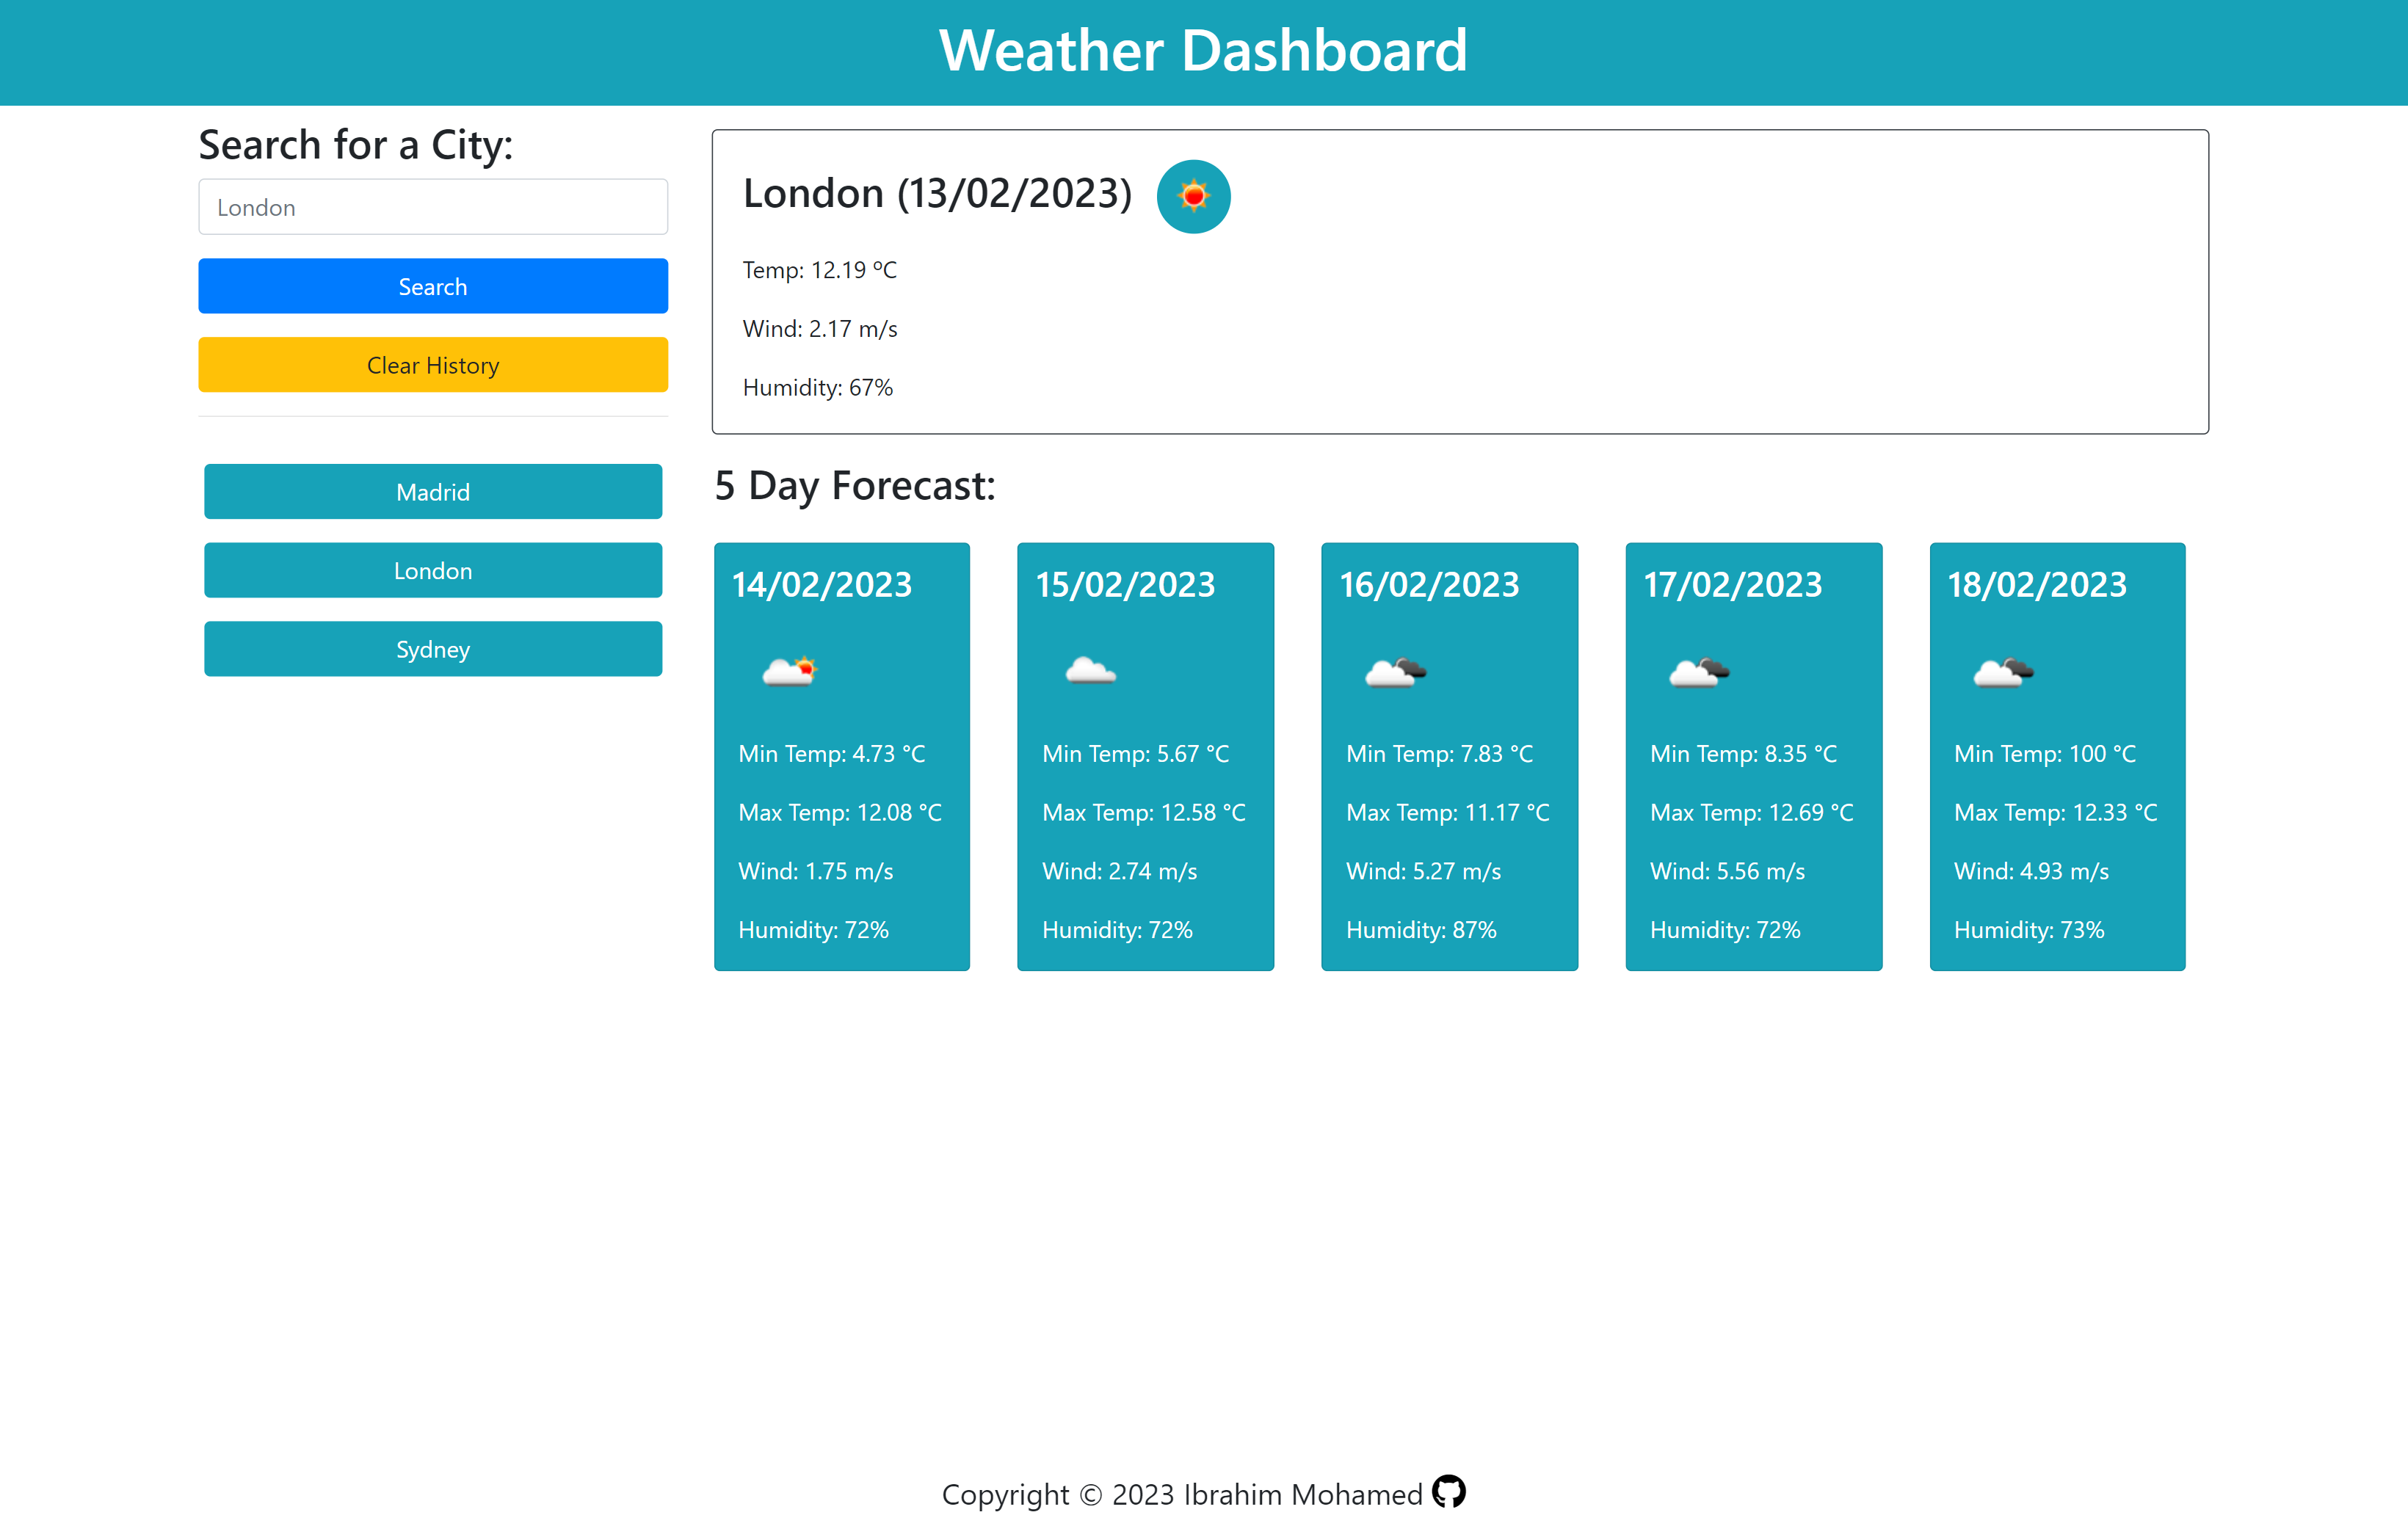 Weather Dashboard
Search for a City:
London
Search
Clear History
Madrid
London
Sydney
London (13/02/2023)
Temp: 12.19 ºC
Wind: 2.17 m/s
Humidity: 67%
5 Day Forecast:
14/02/2023
Min Temp: 4.73 °C
Max Temp: 12.08 °C
Wind: 1.75 m/s
Humidity: 72%
15/02/2023
Min Temp: 5.67 °C
Max Temp: 12.58 °C
Wind: 2.74 m/s
Humidity: 72%
16/02/2023
Min Temp: 7.83 °C
Max Temp: 11.17 °C
Wind: 5.27 m/s
Humidity: 87%
17/02/2023
Min Temp: 8.35 °C
Max Temp: 12.69 °C
Wind: 5.56 m/s
Humidity: 72%
18/02/2023
Min Temp: 100 °C
Max Temp: 12.33 °C
Wind: 4.93 m/s
Humidity: 73%
Copyright © 2023 Ibrahim Mohamed